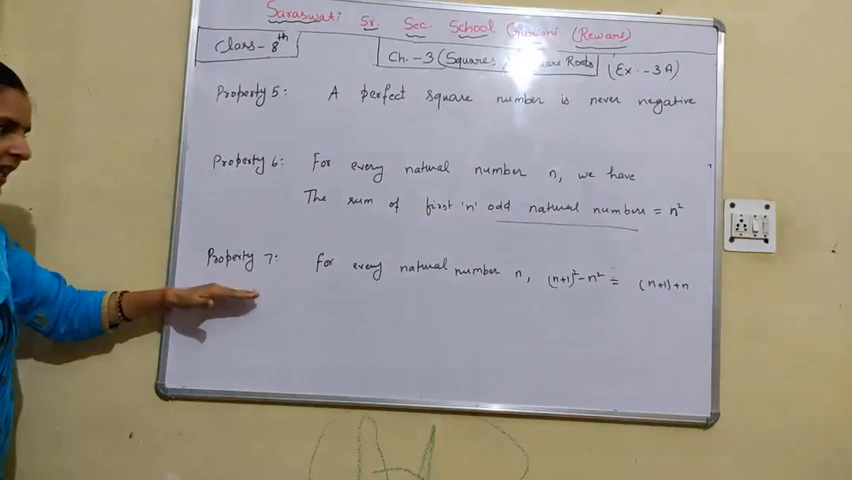 Saraswati Sr. Sec. School Gurjani (Rewari)
Class - 8th
Ch. - 3 (Squares, Square Roots) (Ex. - 3A)
Property 5: A perfect square number is never negative
Property 6: For every natural number n, we have
The sum of first 'n' odd natural numbers = n²
Property 7: For every natural number n, (n+1)² - n² = (n+1) + n